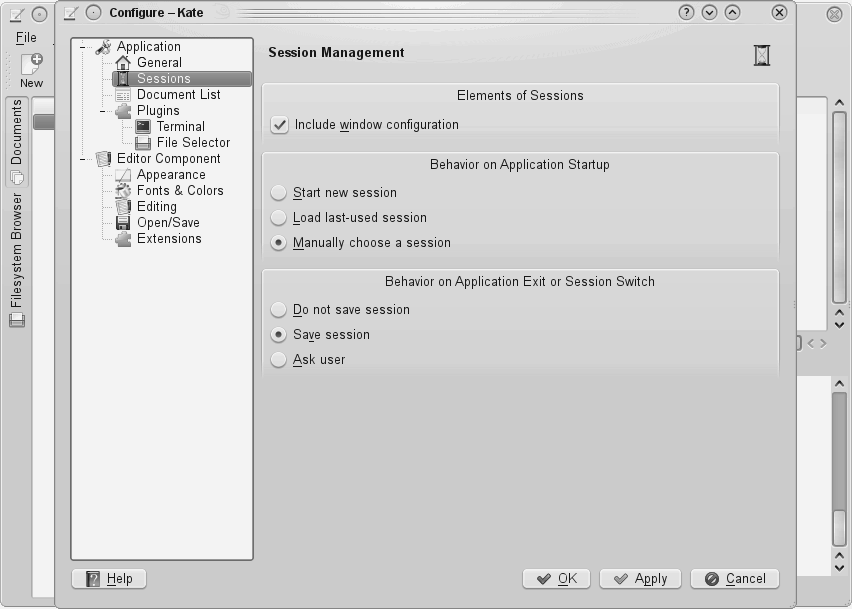 Configure – Kate
File
New
Documents
Filesystem Browser
Application
General
Sessions
Document List
Plugins
Terminal
File Selector
Editor Component
Appearance
Fonts & Colors
Editing
Open/Save
Extensions
Session Management
Elements of Sessions
Include window configuration
Behavior on Application Startup
Start new session
Load last-used session
Manually choose a session
Behavior on Application Exit or Session Switch
Do not save session
Save session
Ask user
Help
OK
Apply
Cancel